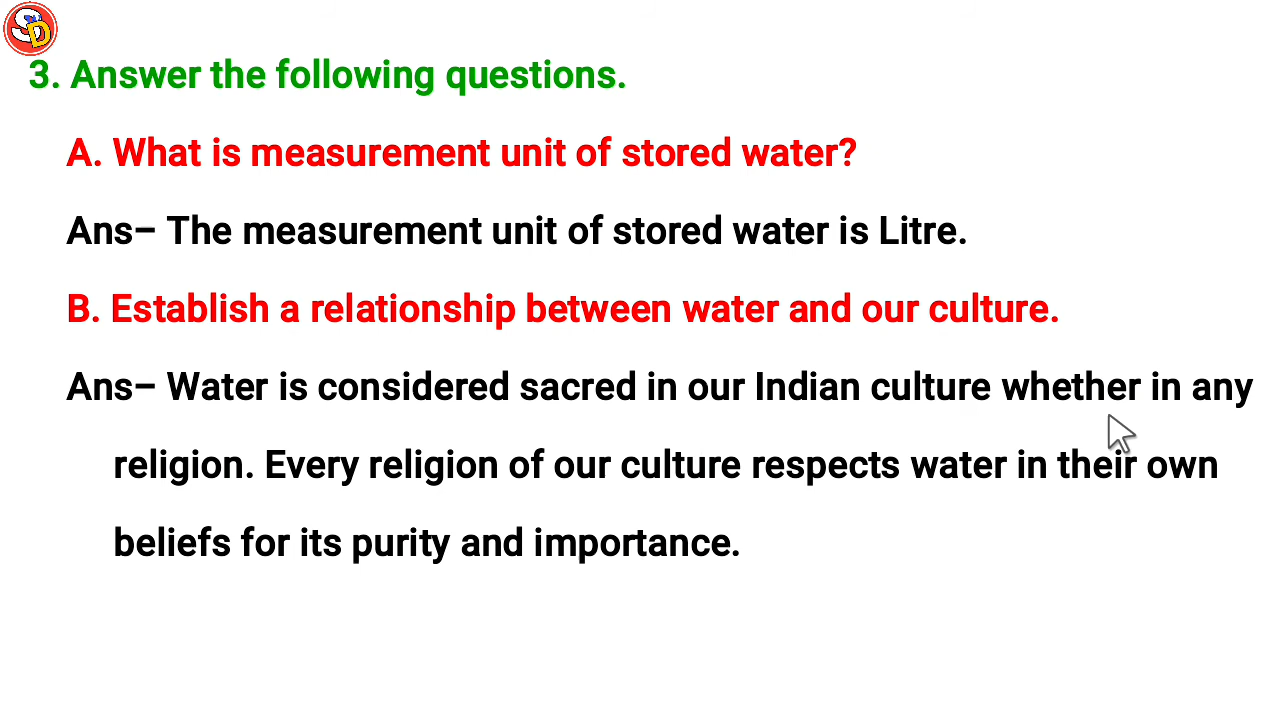 SD
3. Answer the following questions.
A. What is measurement unit of stored water?
Ans– The measurement unit of stored water is Litre.
B. Establish a relationship between water and our culture.
Ans– Water is considered sacred in our Indian culture whether in any
religion. Every religion of our culture respects water in their own
beliefs for its purity and importance.